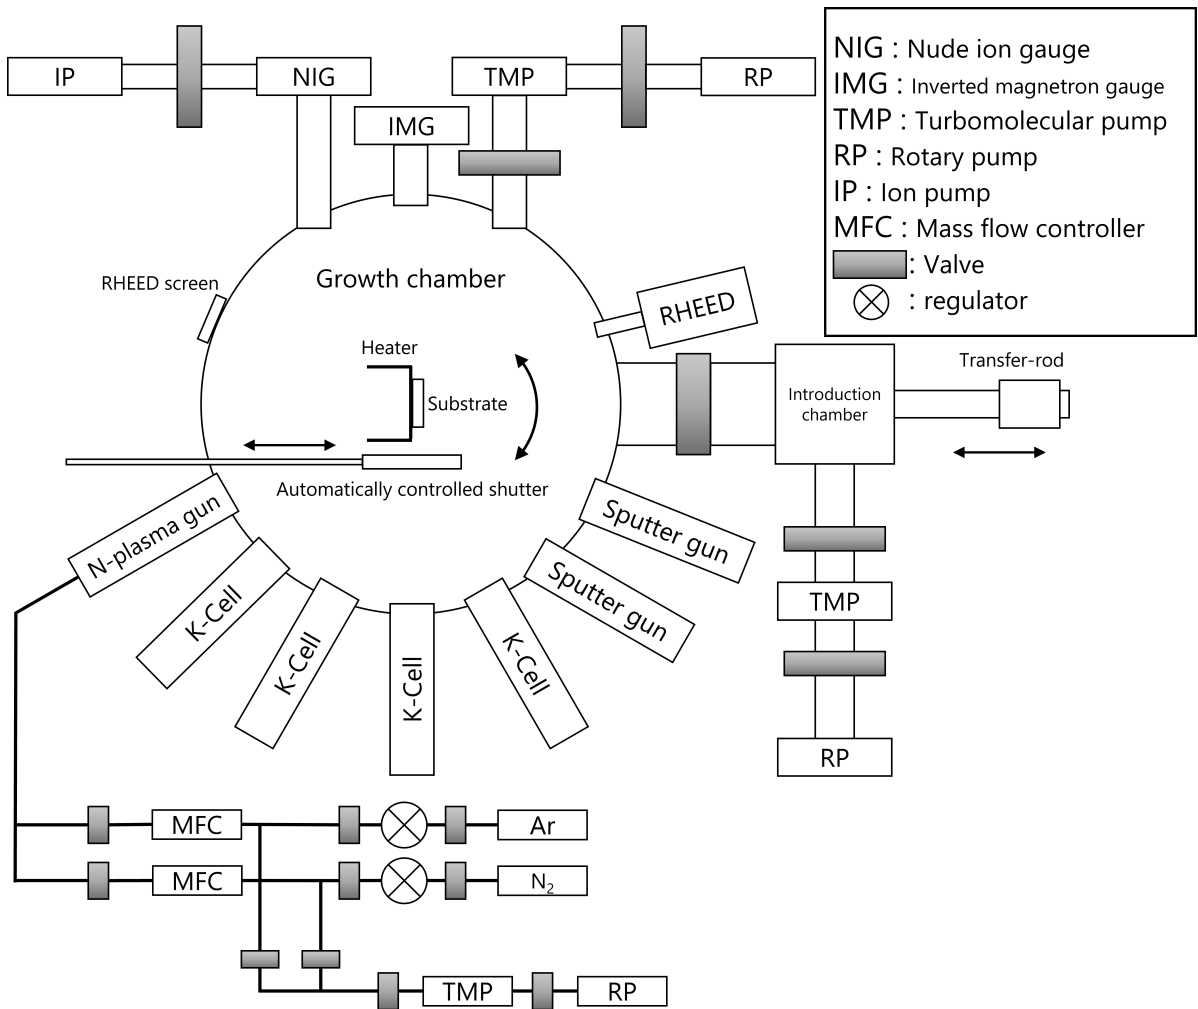 IP
NIG
TMP
RP
IMG
NIG : Nude ion gauge
IMG : Inverted magnetron gauge
TMP : Turbomolecular pump
RP : Rotary pump
IP : Ion pump
MFC : Mass flow controller
: Valve
: regulator
Growth chamber
RHEED screen
RHEED
Heater
Substrate
Introduction
chamber
Transfer-rod
Automatically controlled shutter
N-plasma gun
K-Cell
K-Cell
K-Cell
K-Cell
Sputter gun
Sputter gun
TMP
RP
MFC
Ar
MFC
N₂
TMP
RP